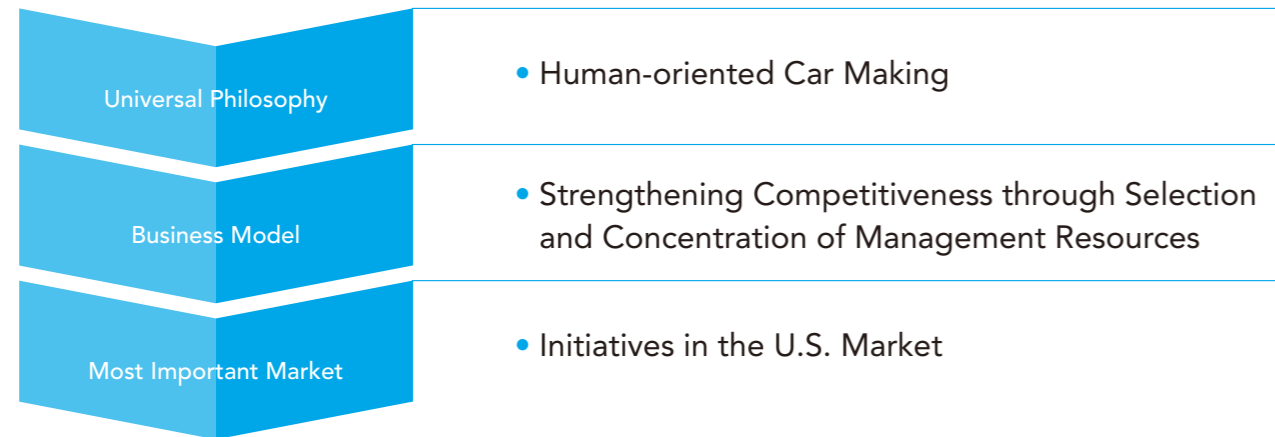 Universal Philosophy
• Human-oriented Car Making
Business Model
• Strengthening Competitiveness through Selection
and Concentration of Management Resources
Most Important Market
• Initiatives in the U.S. Market